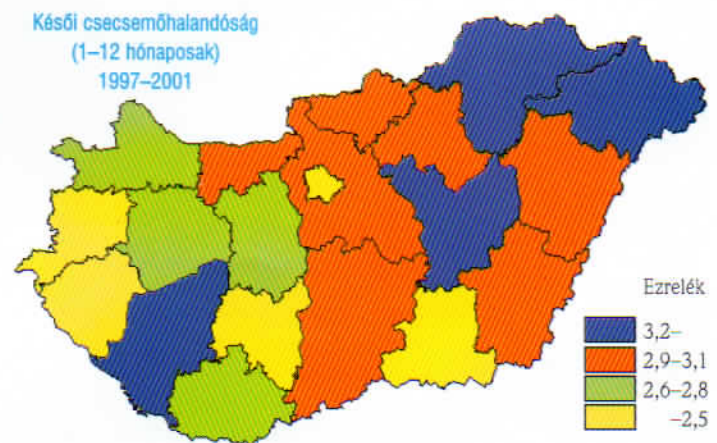 Késői csecsemőhalandóság
(1–12 hónaposak)
1997–2001
Ezrelék
3,2–
2,9–3,1
2,6–2,8
–2,5